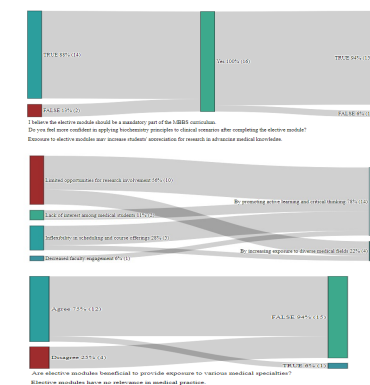 TRUE 88% (14)
Yes 100% (16)
TRUE 94% (15
FALSE 13% (2)
FALSE 6% (1
I believe the elective module should be a mandatory part of the MBBS curriculum.
Do you feel more confident in applying biochemistry principles to clinical scenarios after completing the elective module?
Exposure to elective modules may increase students' appreciation for research in advancing medical knowledge.
Limited opportunities for research involvement 56% (10)
By promoting active learning and critical thinking 78% (14)
Lack of interest among medical students 11% (2)
Inflexibility in scheduling and course offerings 28% (5)
By increasing exposure to diverse medical fields 22% (4)
Decreased faculty engagement 6% (1)
Agree 75% (12)
FALSE 94% (15)
Disagree 25% (4)
TRUE 6% (1)
Are elective modules beneficial to provide exposure to various medical specialties?
Elective modules have no relevance in medical practice.